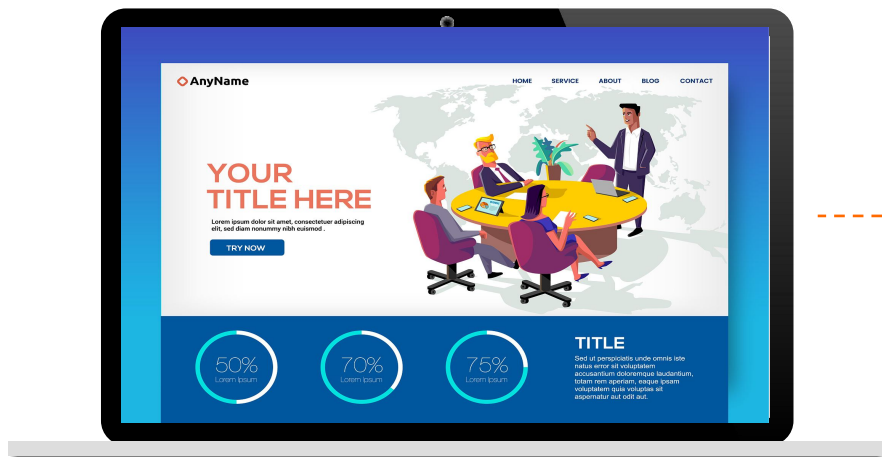 AnyName
HOME SERVICE ABOUT BLOG CONTACT
YOUR
TITLE HERE
Lorem ipsum dolor sit amet, consectetuer adipiscing
elit, sed diam nonummy nibh euismod .
TRY NOW
50%
Lorem Ipsum
70%
Lorem Ipsum
75%
Lorem Ipsum
TITLE
Sed ut perspiciatis unde omnis iste
natus error sit voluptatem
accusantium doloremque laudantium,
totam rem aperiam, eaque ipsam
voluptatem quia voluptas sit
aspernatur aut odit aut.